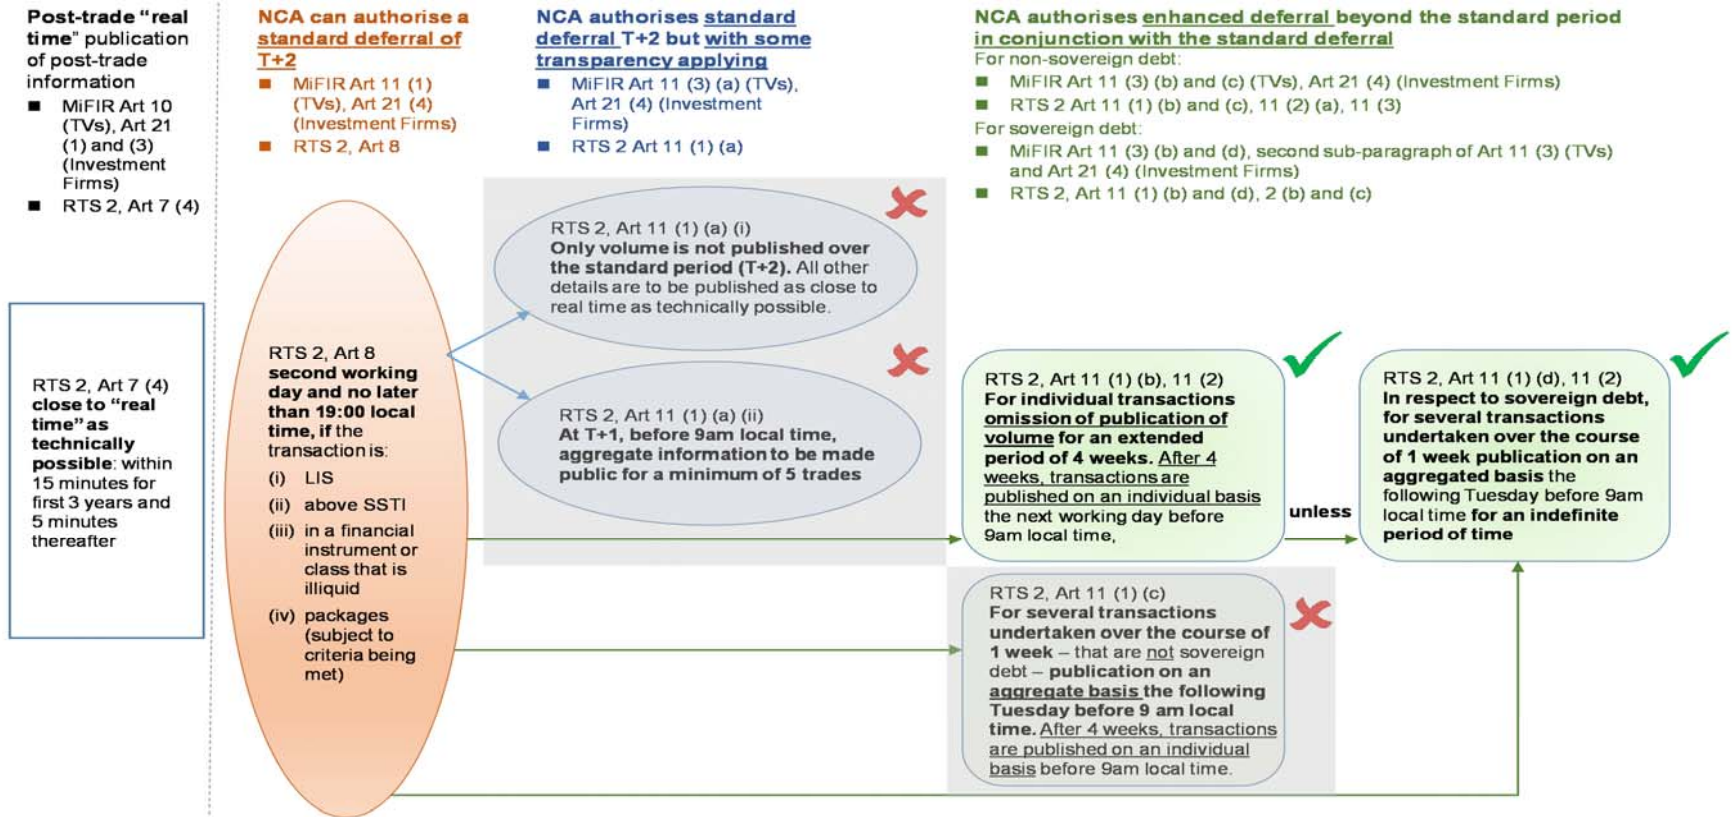 Post-trade “real
time” publication
of post-trade
information
■ MiFIR Art 10
(TVs), Art 21
(1) and (3)
(Investment
Firms)
■ RTS 2, Art 7 (4)
NCA can authorise a
standard deferral of
T+2
■ MiFIR Art 11 (1)
(TVs), Art 21 (4)
(Investment Firms)
■ RTS 2, Art 8
NCA authorises standard
deferral T+2 but with some
transparency applying
■ MiFIR Art 11 (3) (a) (TVs),
Art 21 (4) (Investment
Firms)
■ RTS 2 Art 11 (1) (a)
NCA authorises enhanced deferral beyond the standard period
in conjunction with the standard deferral
For non-sovereign debt:
■ MiFIR Art 11 (3) (b) and (c) (TVs), Art 21 (4) (Investment Firms)
■ RTS 2 Art 11 (1) (b) and (c), 11 (2) (a), 11 (3)
For sovereign debt:
■ MiFIR Art 11 (3) (b) and (d), second sub-paragraph of Art 11 (3) (TVs)
and Art 21 (4) (Investment Firms)
■ RTS 2, Art 11 (1) (b) and (d), 2 (b) and (c)
RTS 2, Art 7 (4)
close to “real
time” as
technically
possible: within
15 minutes for
first 3 years and
5 minutes
thereafter
RTS 2, Art 8
second working
day and no later
than 19:00 local
time, if the
transaction is:
(i) LIS
(ii) above SSTI
(iii) in a financial
instrument or
class that is
illiquid
(iv) packages
(subject to
criteria being
met)
RTS 2, Art 11 (1) (a) (i)
Only volume is not published over
the standard period (T+2). All other
details are to be published as close to
real time as technically possible.
RTS 2, Art 11 (1) (a) (ii)
At T+1, before 9am local time,
aggregate information to be made
public for a minimum of 5 trades
RTS 2, Art 11 (1) (b), 11 (2)
For individual transactions
omission of publication of
volume for an extended
period of 4 weeks. After 4
weeks, transactions are
published on an individual basis
the next working day before
9am local time,
unless
RTS 2, Art 11 (1) (d), 11 (2)
In respect to sovereign debt,
for several transactions
undertaken over the course
of 1 week publication on an
aggregated basis the
following Tuesday before 9am
local time for an indefinite
period of time
RTS 2, Art 11 (1) (c)
For several transactions
undertaken over the course of
1 week – that are not sovereign
debt – publication on an
aggregate basis the following
Tuesday before 9 am local
time. After 4 weeks, transactions
are published on an individual
basis before 9am local time.